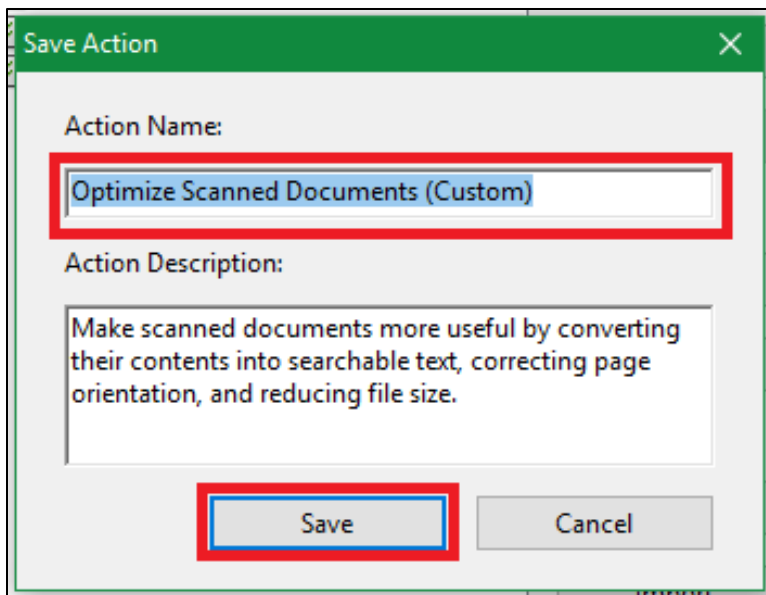 Save Action
Action Name:
Optimize Scanned Documents (Custom)
Action Description:
Make scanned documents more useful by converting
their contents into searchable text, correcting page
orientation, and reducing file size.
Save
Cancel